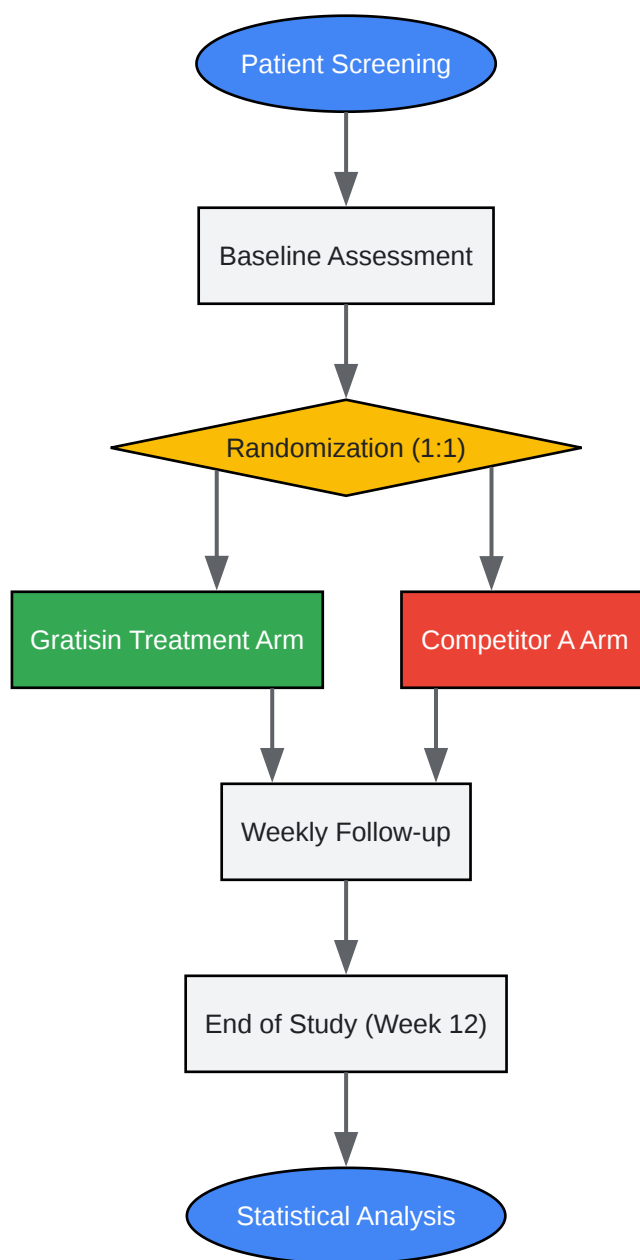 Patient Screening
Baseline Assessment
Randomization (1:1)
Gratisin Treatment Arm
Competitor A Arm
Weekly Follow-up
End of Study (Week 12)
Statistical Analysis